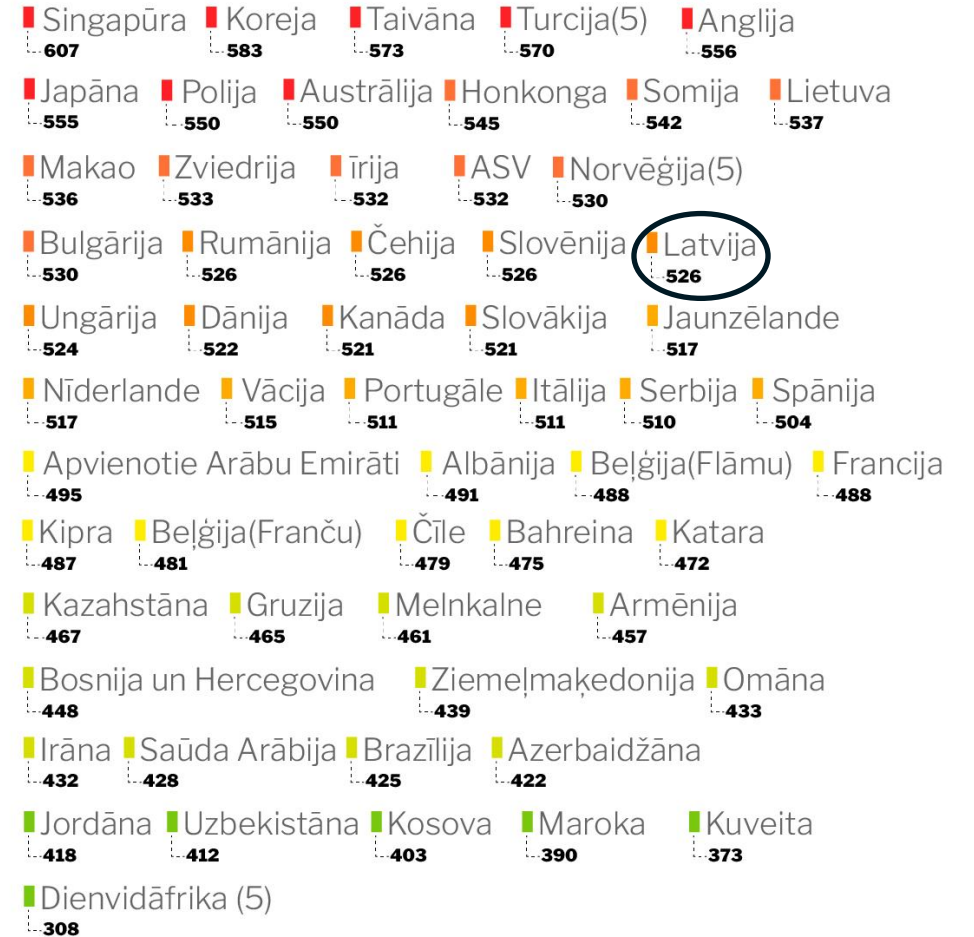 Singapūra Koreja Taivāna Turcija(5) Anglija
607 583 573 570 556
Japāna Polija Austrālija Honkonga Somija Lietuva
555 550 550 545 542 537
Makao Zviedrija īrija ASV Norvēģija(5)
536 533 532 532 530
Bulgārija Rumānija Čehija Slovēnija Latvija
530 526 526 526 526
Ungārija Dānija Kanāda Slovākija Jaunzēlande
524 522 521 521 517
Nīderlande Vācija Portugāle Itālija Serbija Spānija
517 515 511 511 510 504
Apvienotie Arābu Emirāti Albānija Beļģija(Flāmu) Francija
495 491 488 488
Kipra Beļģija(Franču) Čīle Bahreina Katara
487 481 479 475 472
Kazahstāna Gruzija Melnkalne Armēnija
467 465 461 457
Bosnija un Hercegovina Ziemeļmaķedonija Omāna
448 439 433
Irāna Saūda Arābija Brazīlija Azerbaidžāna
432 428 425 422
Jordāna Uzbekistāna Kosova Maroka Kuveita
418 412 403 390 373
Dienvidāfrika (5)
308